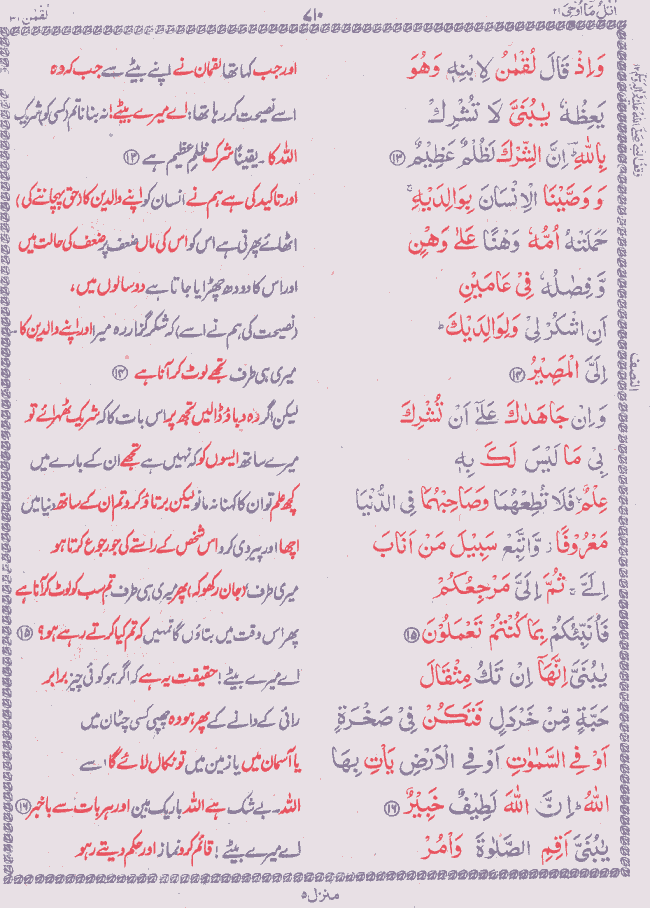 اتل ما اوحی ۲۱ ۷۱۰ لقمٰن ۳۱
وَاِذْ قَالَ لُقْمٰنُ لِابْنِهٖ وَهُوَ اور جب کہا تھا لقمان نے اپنے بیٹے سے جب کہ وہ
يَعِظُهٗ يٰبُنَيَّ لَا تُشْرِكْ اسے نصیحت کر رہا تھا؛ اے میرے بیٹے! نہ بنانا تم (کسی کو) شریک
بِاللّٰهِ ؔ اِنَّ الشِّرْكَ لَظُلْمٌ عَظِيْمٌ ۝۱۳ اللہ کا۔ یقیناً شرک ظلمِ عظیم ہے ۱۳
وَوَصَّيْنَا الْاِنْسَانَ بِوَالِدَيْهِ ۚ اور تاکید کی ہے ہم نے انسان کو اپنے والدین کا (حق پہچاننے کی)
حَمَلَتْهُ اُمُّهٗ وَهْنًا عَلٰى وَهْنٍ اٹھائے پھرتی ہے اس کو اس کی ماں ضعف پر ضعف کی حالت میں
وَّ فِصٰلُهٗ فِيْ عَامَيْنِ اور اس کا دودھ چھڑایا جاتا ہے دو سالوں میں،
اَنِ اشْكُرْ لِيْ وَلِوَالِدَيْكَ ؕ (نصیحت کی ہم نے اسے) کہ شکر گزار رہ میرا اور اپنے والدین کا۔
اِلَيَّ الْمَصِيْرُ ۝۱۴ میری ہی طرف تجھے لوٹ کر آنا ہے ۱۴
وَاِنْ جَاهَدٰكَ عَلٰٓى اَنْ تُشْرِكَ لیکن اگر وہ دباؤ ڈالیں تجھ پر اس بات کا کہ شریک ٹھہرائے تو
بِيْ مَا لَيْسَ لَكَ بِهٖ میرے ساتھ ایسوں کو کہ نہیں ہے تجھے ان کے بارے میں
عِلْمٌ ۙ فَلَا تُطِعْهُمَا وَصَاحِبْهُمَا فِي الدُّنْيَا کچھ علم تو ان کا کہنا نہ مانو لیکن برتاؤ کرو تم ان کے ساتھ دنیا میں
مَعْرُوْفًا ؗ وَّاتَّبِعْ سَبِيْلَ مَنْ اَنَابَ اچھا اور پیروی کرو اس شخص کے راستے کی جو رجوع کرتا ہو
اِلَيَّ ۚ ثُمَّ اِلَيَّ مَرْجِعُكُمْ میری طرف (جان رکھو کہ) پھر میری ہی طرف تم سب کو لوٹ کر آنا ہے
فَاُنَبِّئُكُمْ بِمَا كُنْتُمْ تَعْمَلُوْنَ ۝۱۵ پھر اس وقت میں بتاؤں گا تمہیں کہ تم کیا کرتے رہے ہو؟ ۱۵
يٰبُنَيَّ اِنَّهَآ اِنْ تَكُ مِثْقَالَ اے میرے بیٹے! حقیقت یہ ہے کہ اگر ہو کوئی چیز برابر
حَبَّةٍ مِّنْ خَرْدَلٍ فَتَكُنْ فِيْ صَخْرَةٍ رائی کے دانے کے پھر ہو وہ چھپی کسی چٹان میں
اَوْ فِي السَّمٰوٰتِ اَوْ فِي الْاَرْضِ يَاْتِ بِهَا یا آسمان میں یا زمین میں تو نکال لائے گا اسے
اللّٰهُ ؕ اِنَّ اللّٰهَ لَطِيْفٌ خَبِيْرٌ ۝۱۶ اللہ۔ بے شک ہے اللہ باریک بین اور ہر بات سے باخبر ۱۶
يٰبُنَيَّ اَقِمِ الصَّلٰوةَ وَاْمُرْ اے میرے بیٹے! قائم کرو نماز اور حکم دیتے رہو
النصف
منزل ۵